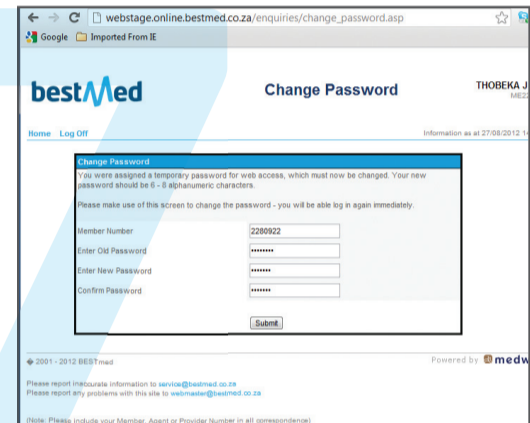 webstage.online.bestmed.co.za/enquiries/change_password.asp
Google Imported From IE
bestMed
Change Password
THOBEKA J
ME22
Home Log Off
Information as at 27/08/2012 14
Change Password
You were assigned a temporary password for web access, which must now be changed. Your new
password should be 6 - 8 alphanumeric characters.
Please make use of this screen to change the password - you will be able log in again immediately.
Member Number 2280922
Enter Old Password ••••••••
Enter New Password •••••••
Confirm Password •••••••
Submit
� 2001 - 2012 BESTmed
Powered by medw
Please report inaccurate information to service@bestmed.co.za
Please report any problems with this site to webmaster@bestmed.co.za
(Note: Please include your Member, Agent or Provider Number in all correspondence)